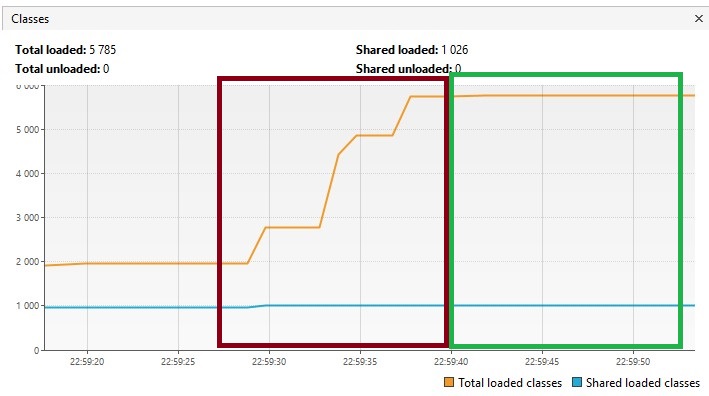 Classes ×
Total loaded: 5 785 Shared loaded: 1 026
Total unloaded: 0 Shared unloaded: 0
6 000
5 000
4 000
3 000
2 000
1 000
0
22:59:20 22:59:25 22:59:30 22:59:35 22:59:40 22:59:45 22:59:50
Total loaded classes Shared loaded classes